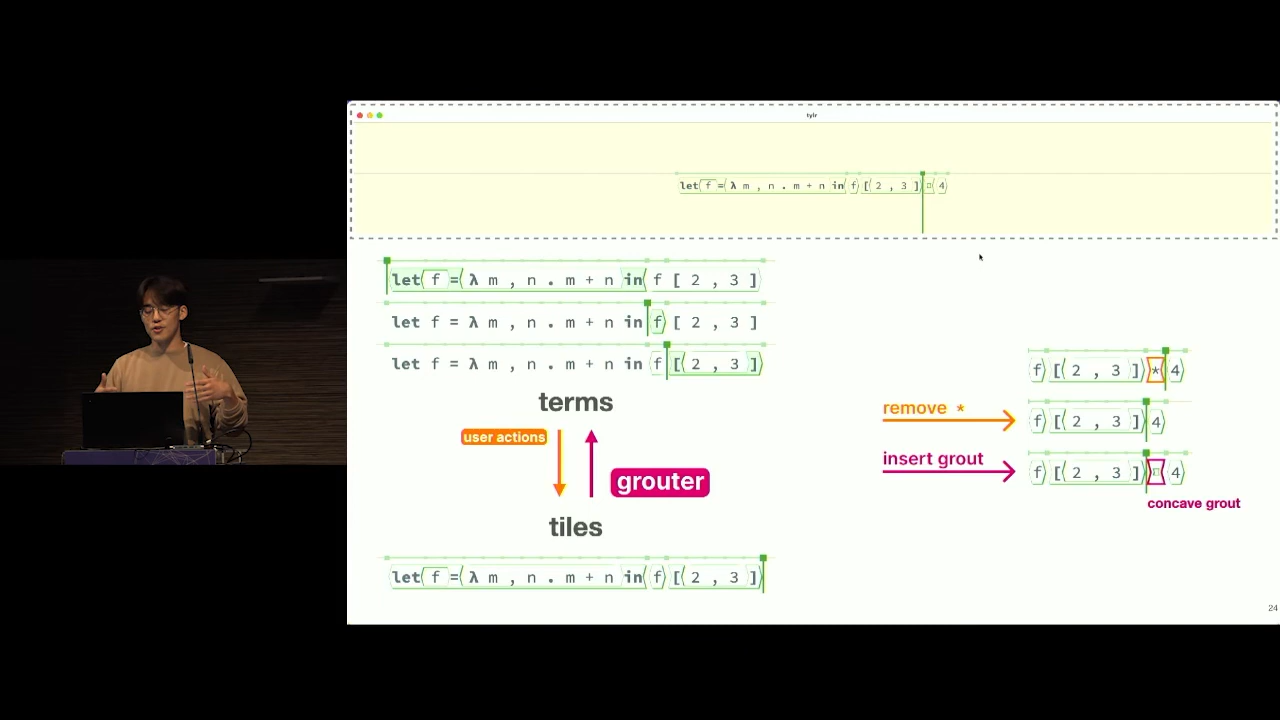 tylr
let f = λ m , n . m + n in f [ 2 , 3 ] 4
let f = λ m , n . m + n in f [ 2 , 3 ]
let f = λ m , n . m + n in f [ 2 , 3 ]
let f = λ m , n . m + n in f [ 2 , 3 ]
terms
user actions
grouter
tiles
let f = λ m , n . m + n in f [ 2 , 3 ]
f [ 2 , 3 ] * 4
remove *
f [ 2 , 3 ] 4
insert grout
f [ 2 , 3 ] 4
concave grout
24